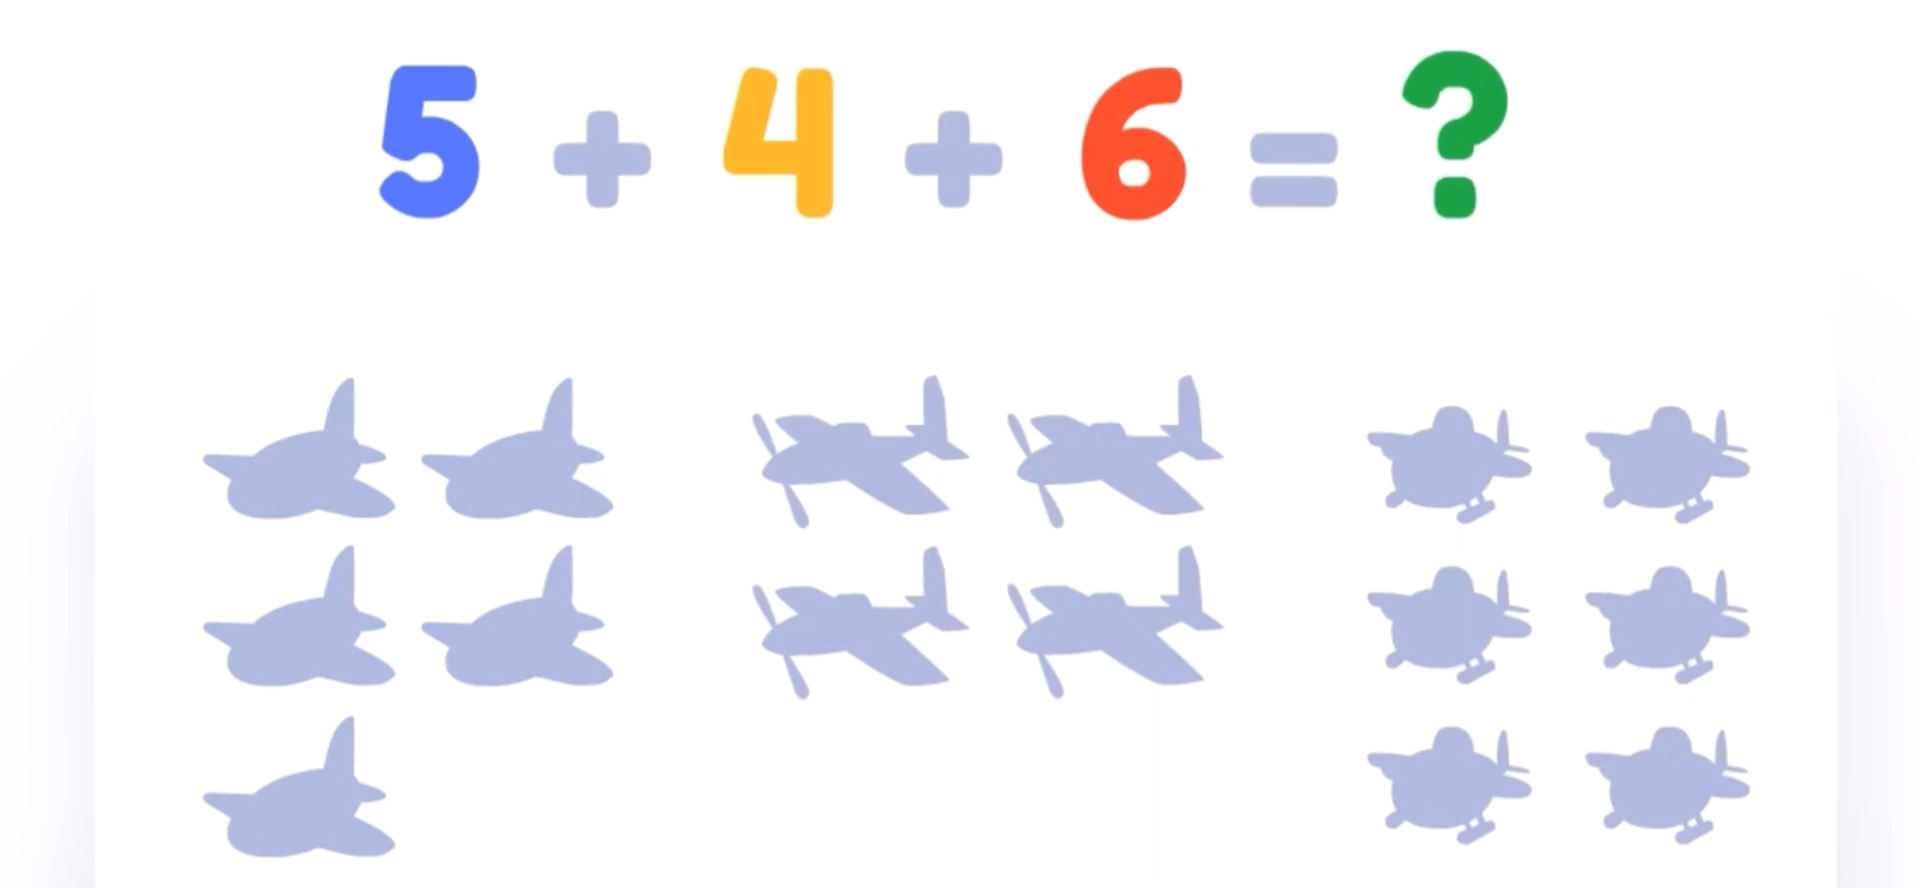 5 + 4 + 6 = ?